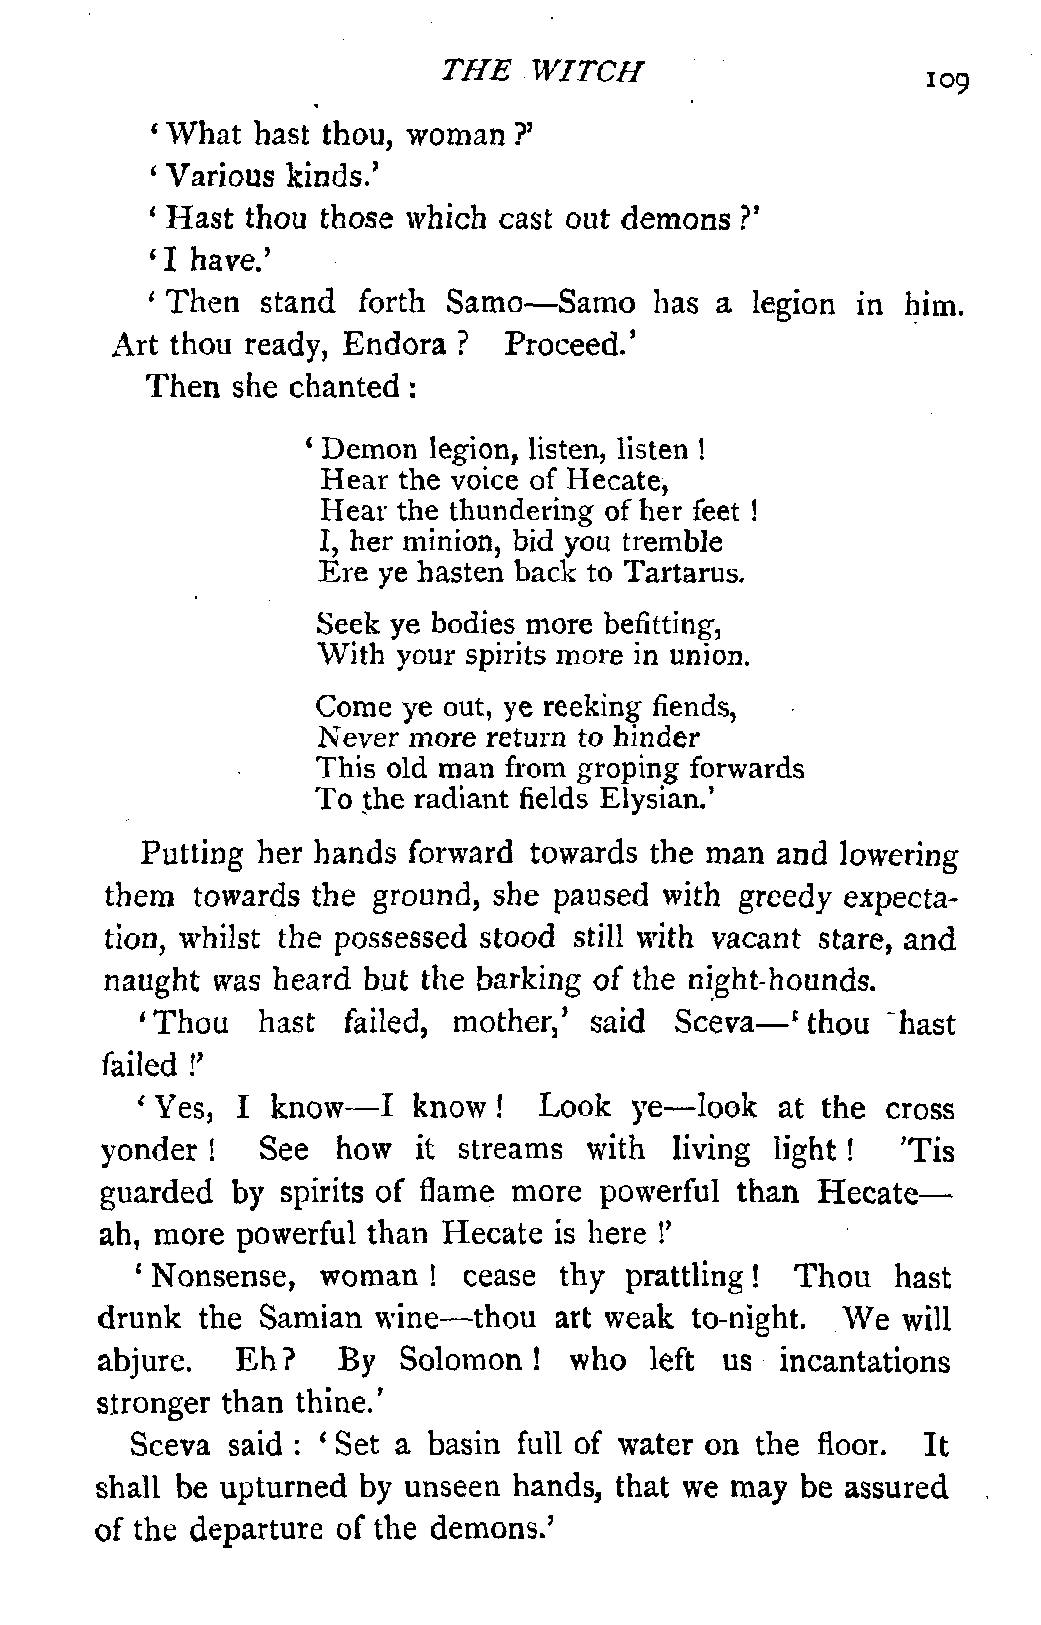 THE WITCH 109
‘What hast thou, woman?’
‘Various kinds.’
‘Hast thou those which cast out demons?’
‘I have.’
‘Then stand forth Samo—Samo has a legion in him.
Art thou ready, Endora? Proceed.’
Then she chanted:
‘Demon legion, listen, listen!
Hear the voice of Hecate,
Hear the thundering of her feet!
I, her minion, bid you tremble
Ere ye hasten back to Tartarus.
Seek ye bodies more befitting,
With your spirits more in union.
Come ye out, ye reeking fiends,
Never more return to hinder
This old man from groping forwards
To the radiant fields Elysian.’
Putting her hands forward towards the man and lowering
them towards the ground, she paused with greedy expecta-
tion, whilst the possessed stood still with vacant stare, and
naught was heard but the barking of the night-hounds.
‘Thou hast failed, mother,’ said Sceva—‘thou hast
failed!’
‘Yes, I know—I know! Look ye—look at the cross
yonder! See how it streams with living light! ’Tis
guarded by spirits of flame more powerful than Hecate—
ah, more powerful than Hecate is here!’
‘Nonsense, woman! cease thy prattling! Thou hast
drunk the Samian wine—thou art weak to-night. We will
abjure. Eh? By Solomon! who left us incantations
stronger than thine.’
Sceva said: ‘Set a basin full of water on the floor. It
shall be upturned by unseen hands, that we may be assured
of the departure of the demons.’